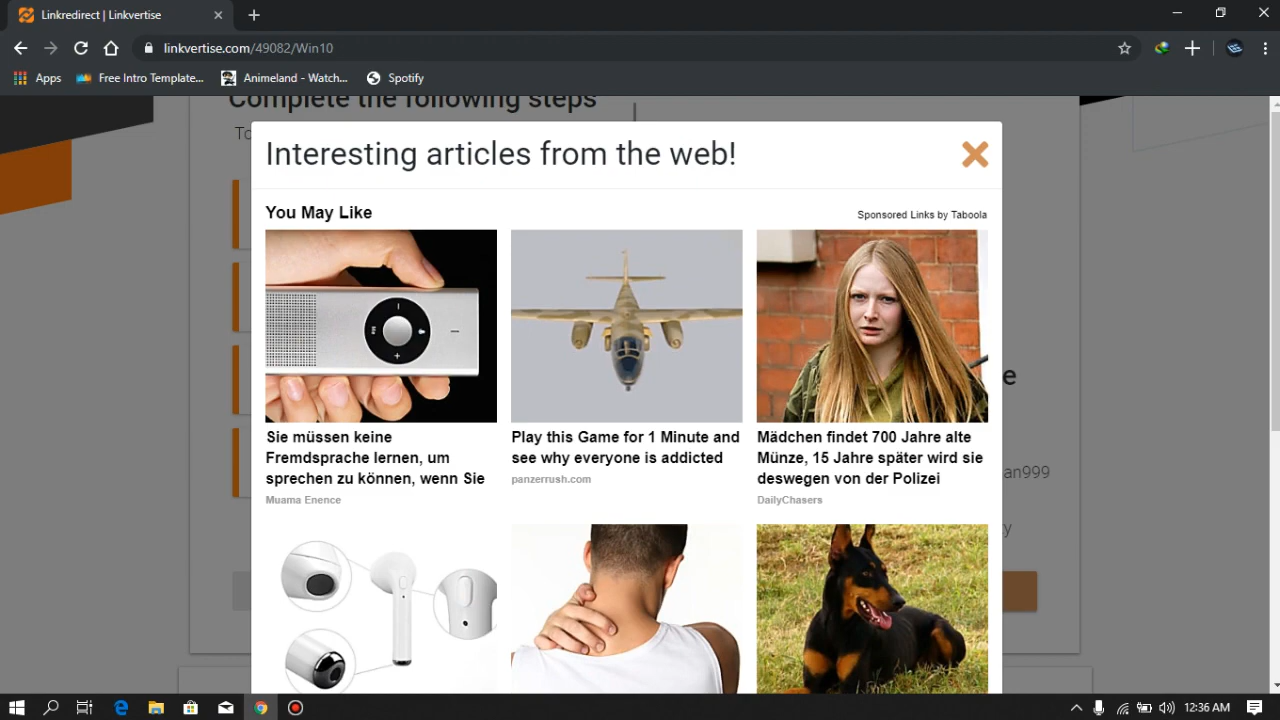 Linkredirect | Linkvertise
linkvertise.com/49082/Win10
Apps
Free Intro Template...
Animeland - Watch...
Spotify
Complete the following steps
To
Interesting articles from the web!
You May Like
Sponsored Links by Taboola
Sie müssen keine
Fremdsprache lernen, um
sprechen zu können, wenn Sie
Muama Enence
Play this Game for 1 Minute and
see why everyone is addicted
panzerrush.com
Mädchen findet 700 Jahre alte
Münze, 15 Jahre später wird sie
deswegen von der Polizei
DailyChasers
e
an999
y
12:36 AM